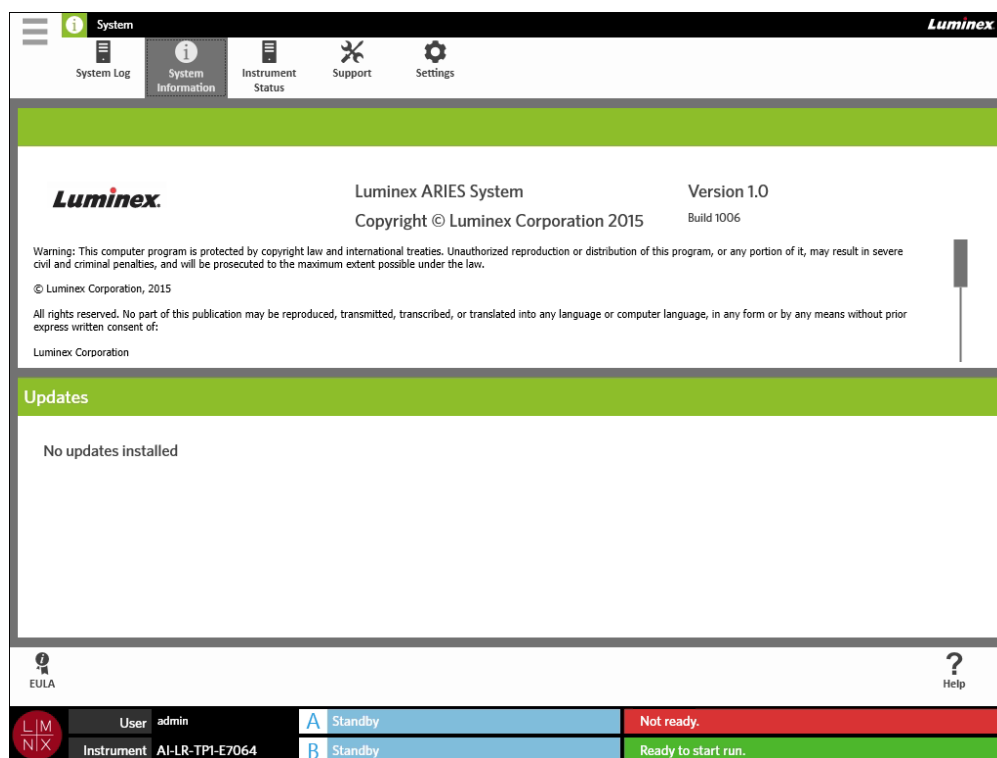 System
Luminex
System Log
System
Information
Instrument
Status
Support
Settings
Luminex.
Luminex ARIES System
Version 1.0
Copyright © Luminex Corporation 2015
Build 1006
Warning: This computer program is protected by copyright law and international treaties. Unauthorized reproduction or distribution of this program, or any portion of it, may result in severe
civil and criminal penalties, and will be prosecuted to the maximum extent possible under the law.
© Luminex Corporation, 2015
All rights reserved. No part of this publication may be reproduced, transmitted, transcribed, or translated into any language or computer language, in any form or by any means without prior
express written consent of:
Luminex Corporation
Updates
No updates installed
EULA
? Help
L M
N X
User admin
A Standby
Not ready.
Instrument AI-LR-TP1-E7064
B Standby
Ready to start run.